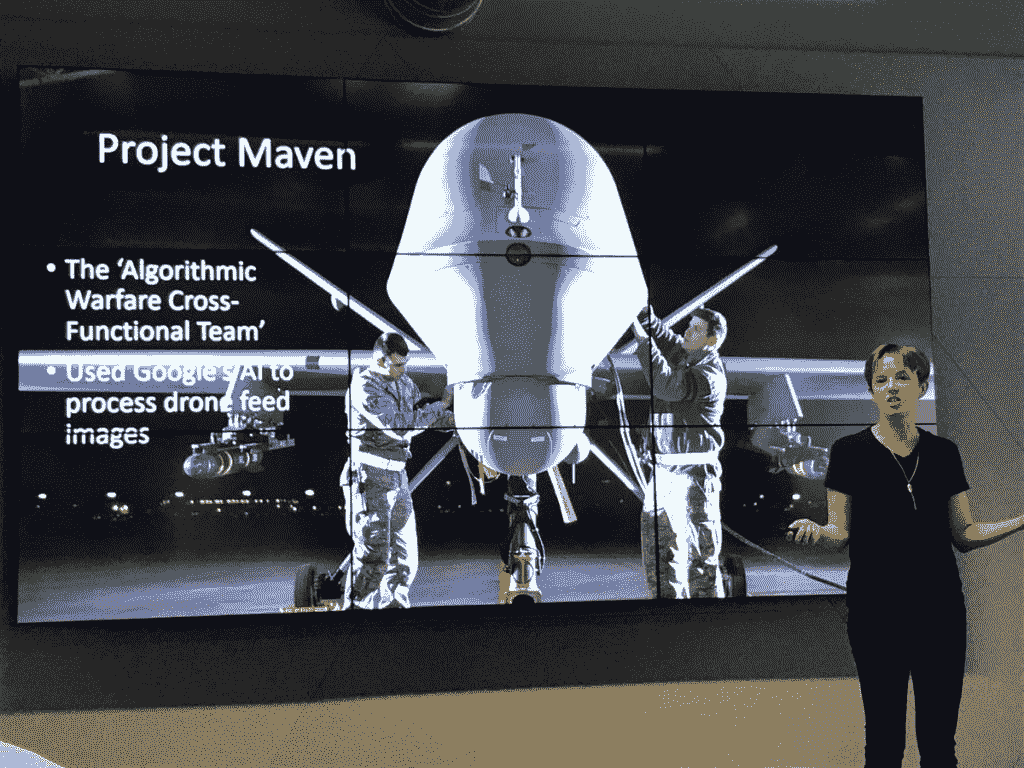 Project Maven
• The ‘Algorithmic
Warfare Cross-
Functional Team’
• Used Google's AI to
process drone feed
images